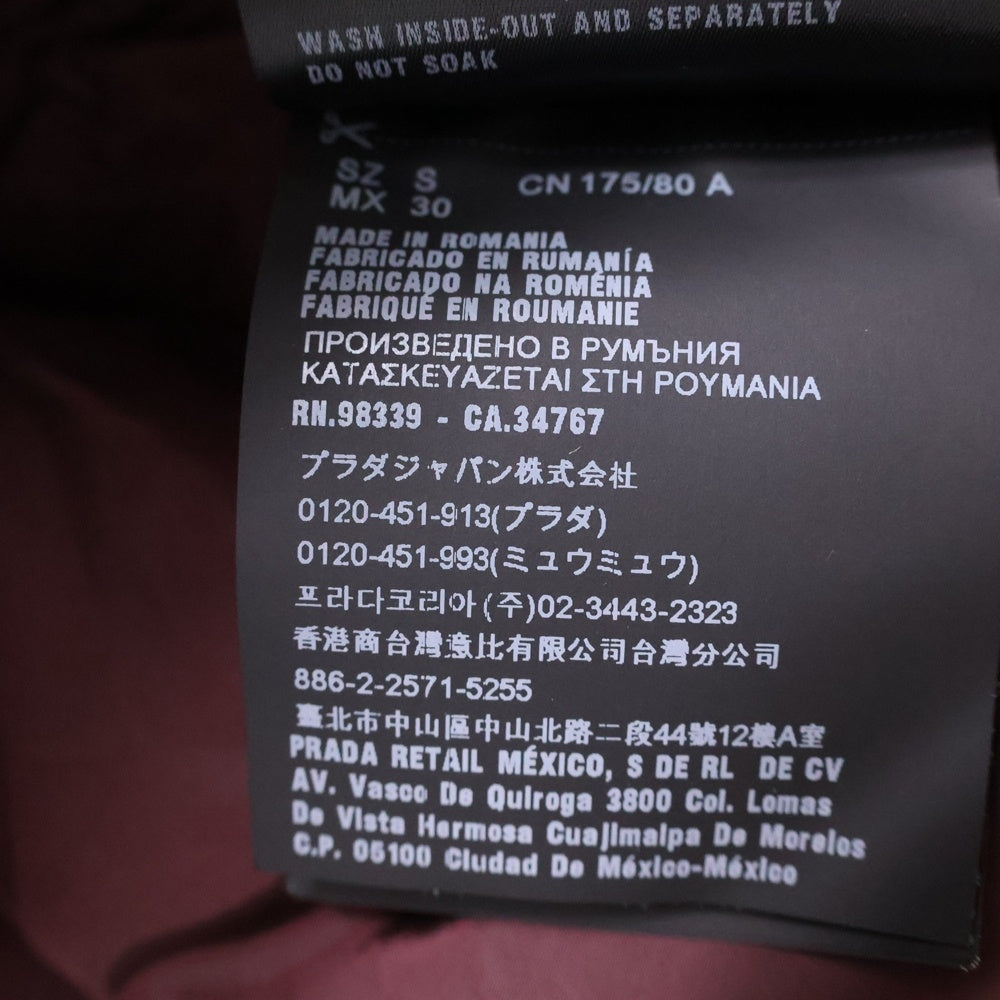 WASH INSIDE-OUT AND SEPARATELY
DO NOT SOAK
SZ S CN 175/80 A
MX 30
MADE IN ROMANIA
FABRICADO EN RUMANÍA
FABRICADO NA ROMÉNIA
FABRIQUÉ EN ROUMANIE
ПРОИЗВЕДЕНО В РУМЪНИЯ
ΚΑΤΑΣΚΕΥΑΖΕΤΑΙ ΣΤΗ ΡΟΥΜΑΝΙΑ
RN.98339 - CA.34767
プラダジャパン株式会社
0120-451-913(プラダ)
0120-451-993(ミュウミュウ)
프라다코리아(주)02-3443-2323
香港商台灣意比有限公司台灣分公司
886-2-2571-5255
臺北市中山區中山北路二段44號12樓A室
PRADA RETAIL MÉXICO, S DE RL DE CV
AV. Vasco De Quiroga 3800 Col. Lomas
De Vista Hermosa Cuajimalpa De Morelos
C.P. 05100 Ciudad De México-México